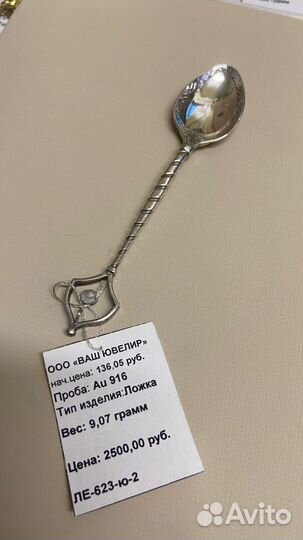 ООО «ВАШ ЮВЕЛИР»
нач.цена: 136,05 руб.
Проба: Au 916
Тип изделия:Ложка
Вес: 9,07 грамм
Цена: 2500,00 руб.
ЛЕ-623-ю-2
Avito